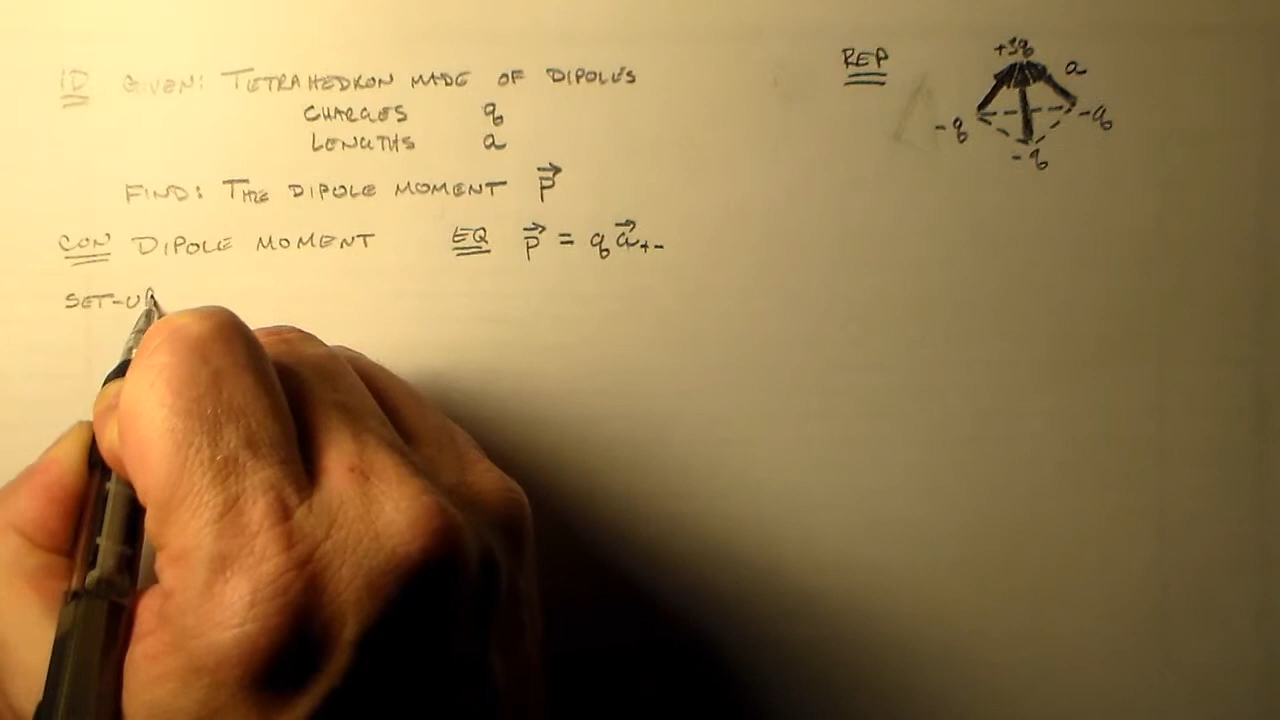 ID GIVEN: TETRAHEDRON MADE OF DIPOLES
CHARGES q
LENGTHS a
FIND: THE DIPOLE MOMENT P⃗
CON DIPOLE MOMENT EQ P⃗ = q a⃗+-
SET-UP
REP
+3q
a
-q
-q
-q